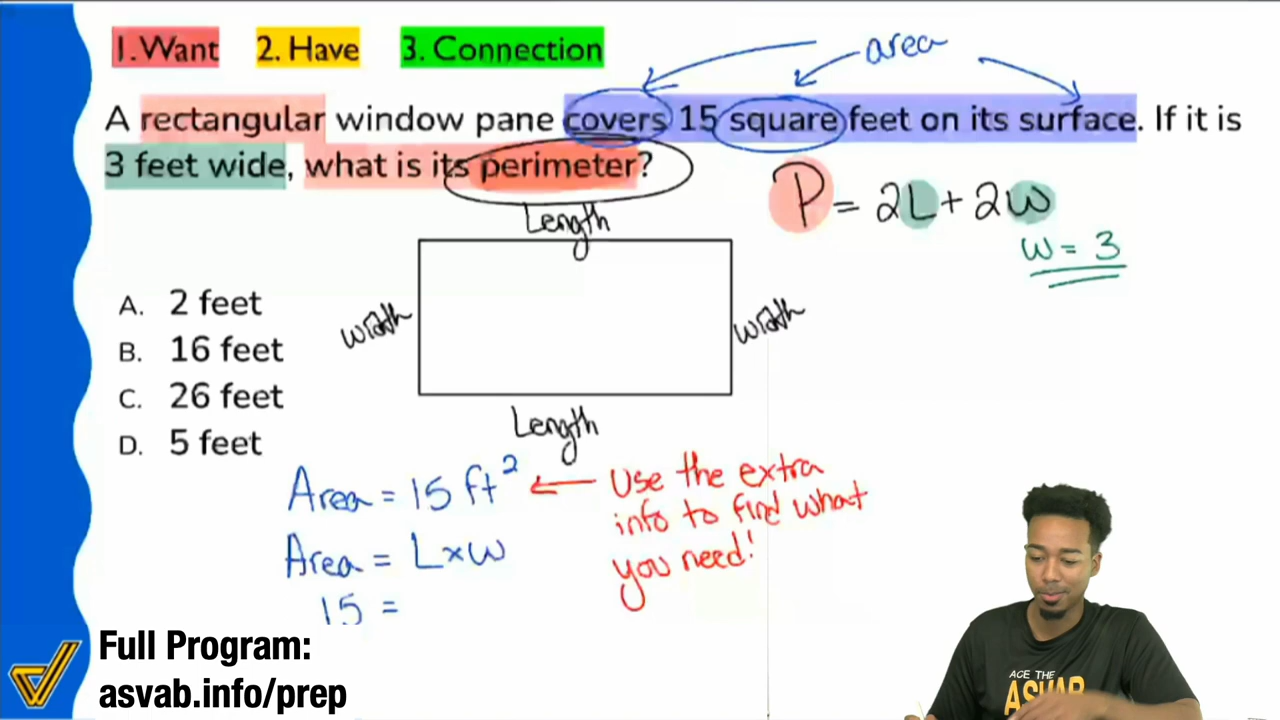 1. Want 2. Have 3. Connection
area
A rectangular window pane covers 15 square feet on its surface. If it is
3 feet wide, what is its perimeter?
P = 2L + 2w
w = 3
Length
width
width
Length
A. 2 feet
B. 16 feet
C. 26 feet
D. 5 feet
Area = 15 ft²
Area = L×w
15 =
Use the extra
info to find what
you need!
Full Program:
asvab.info/prep
ACE THE
ASVAB